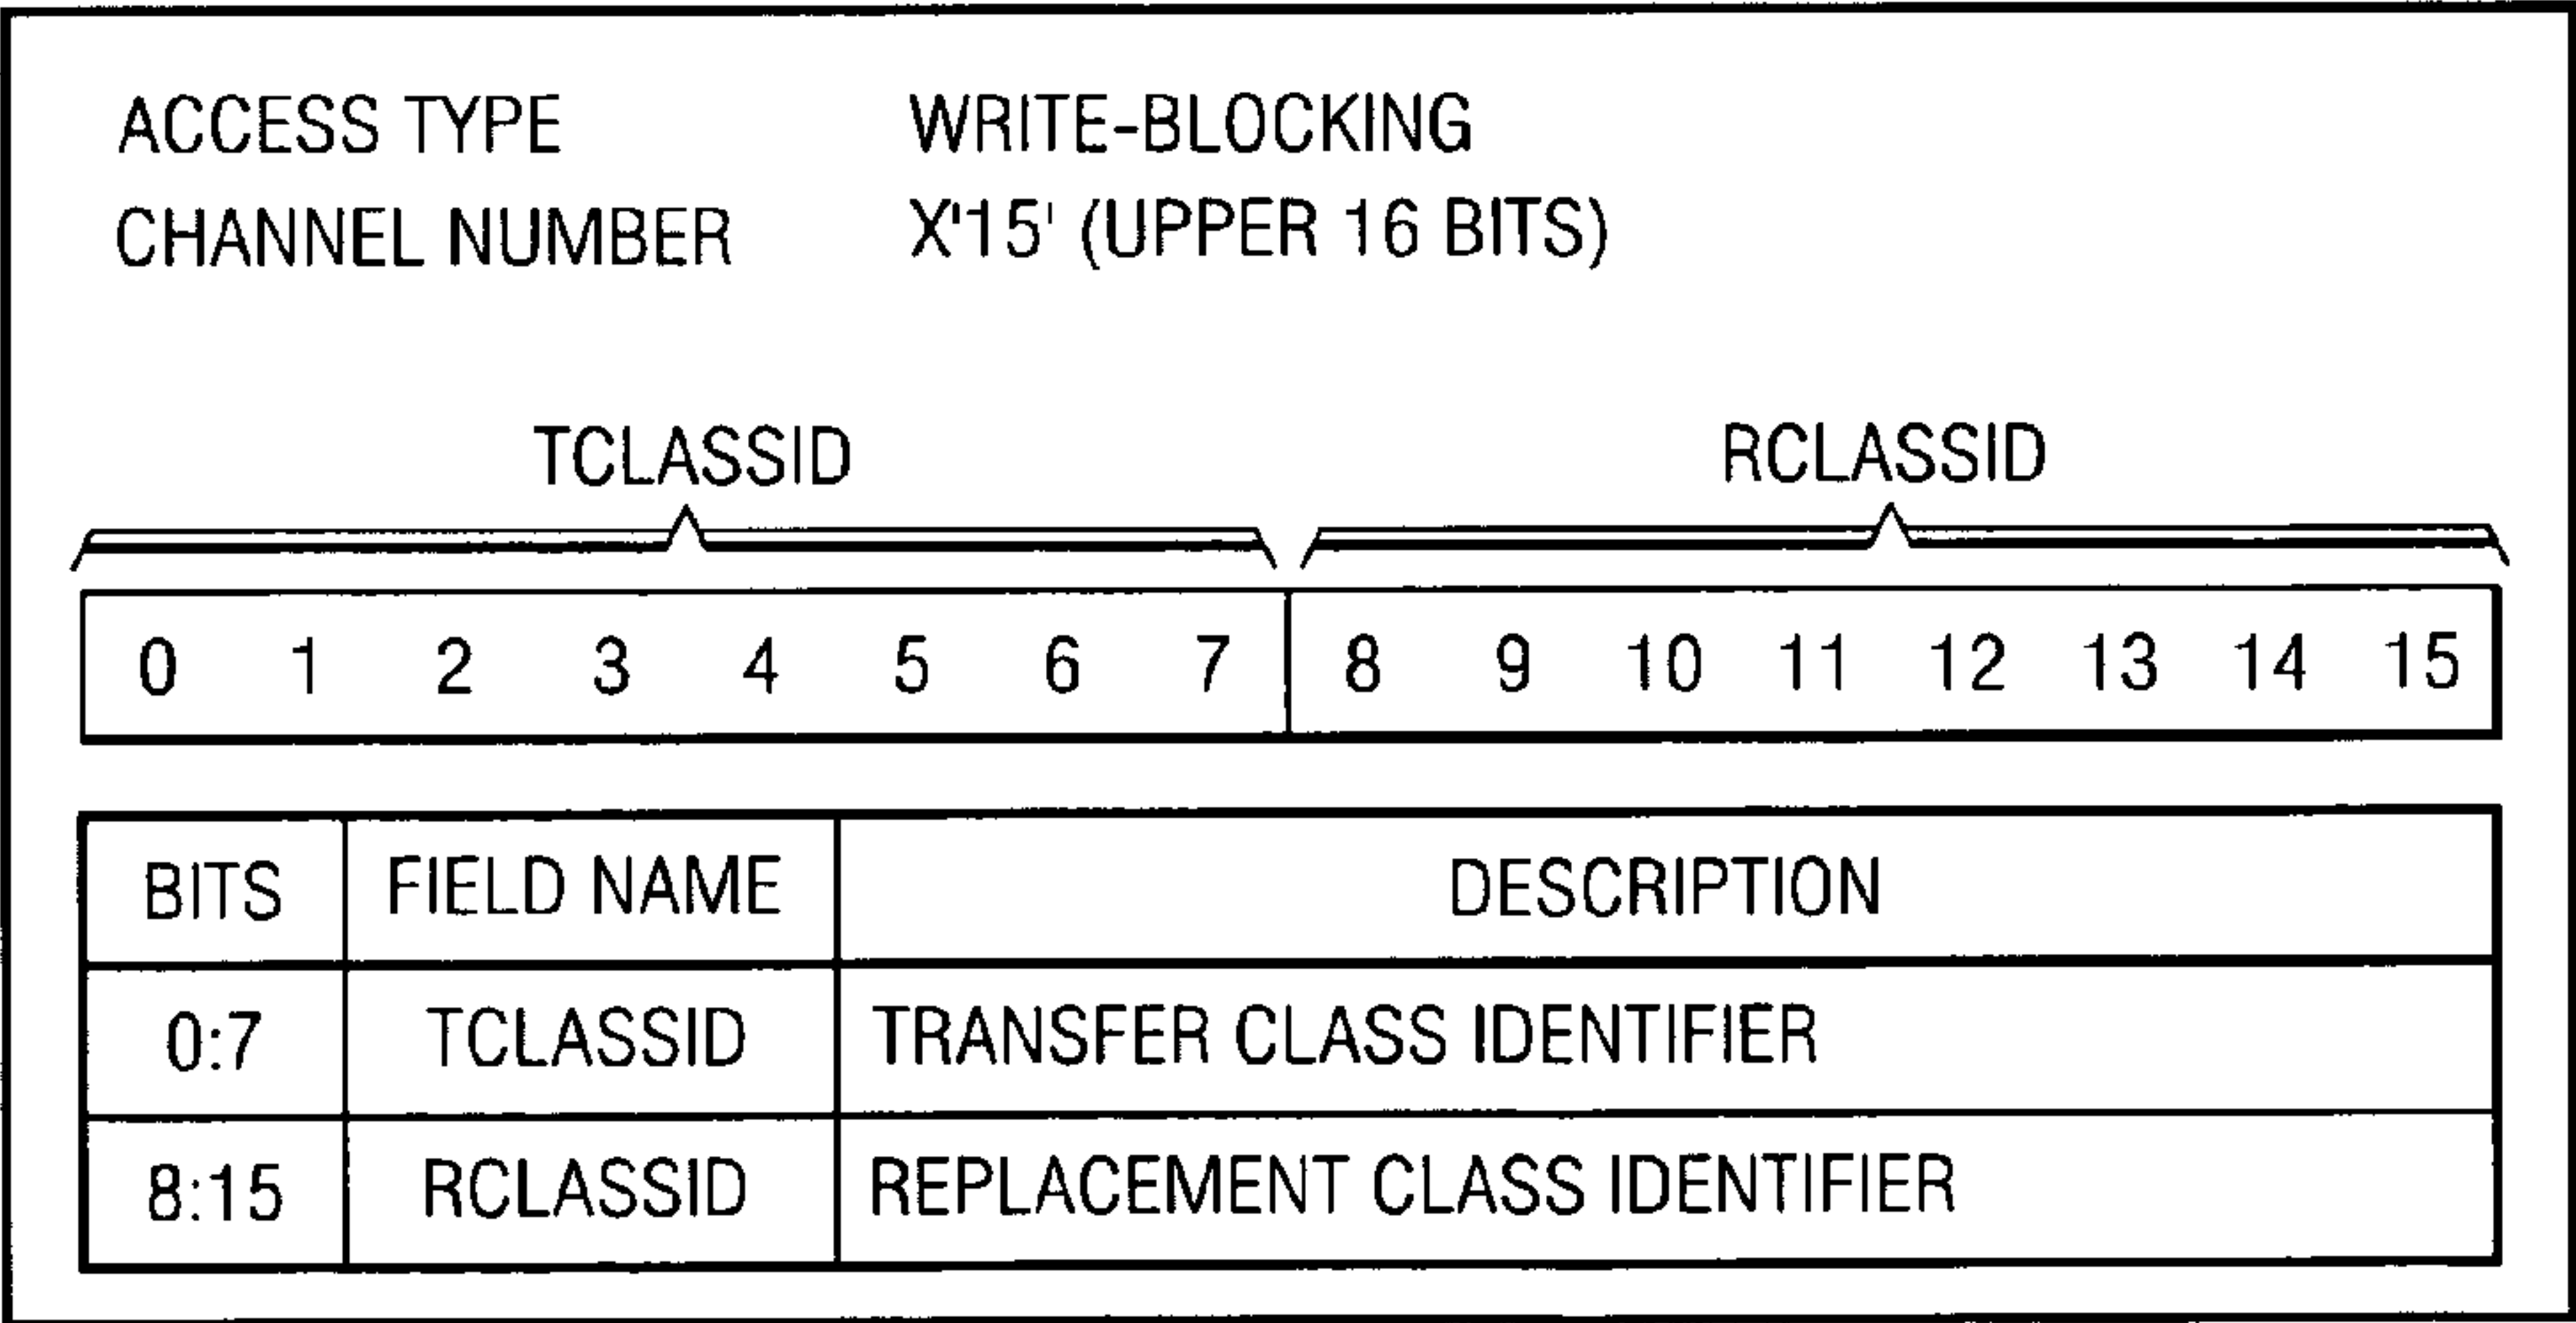 ACCESS TYPE WRITE-BLOCKING
CHANNEL NUMBER X'15' (UPPER 16 BITS)
TCLASSID RCLASSID
0 1 2 3 4 5 6 7 8 9 10 11 12 13 14 15
BITS FIELD NAME DESCRIPTION
0:7 TCLASSID TRANSFER CLASS IDENTIFIER
8:15 RCLASSID REPLACEMENT CLASS IDENTIFIER